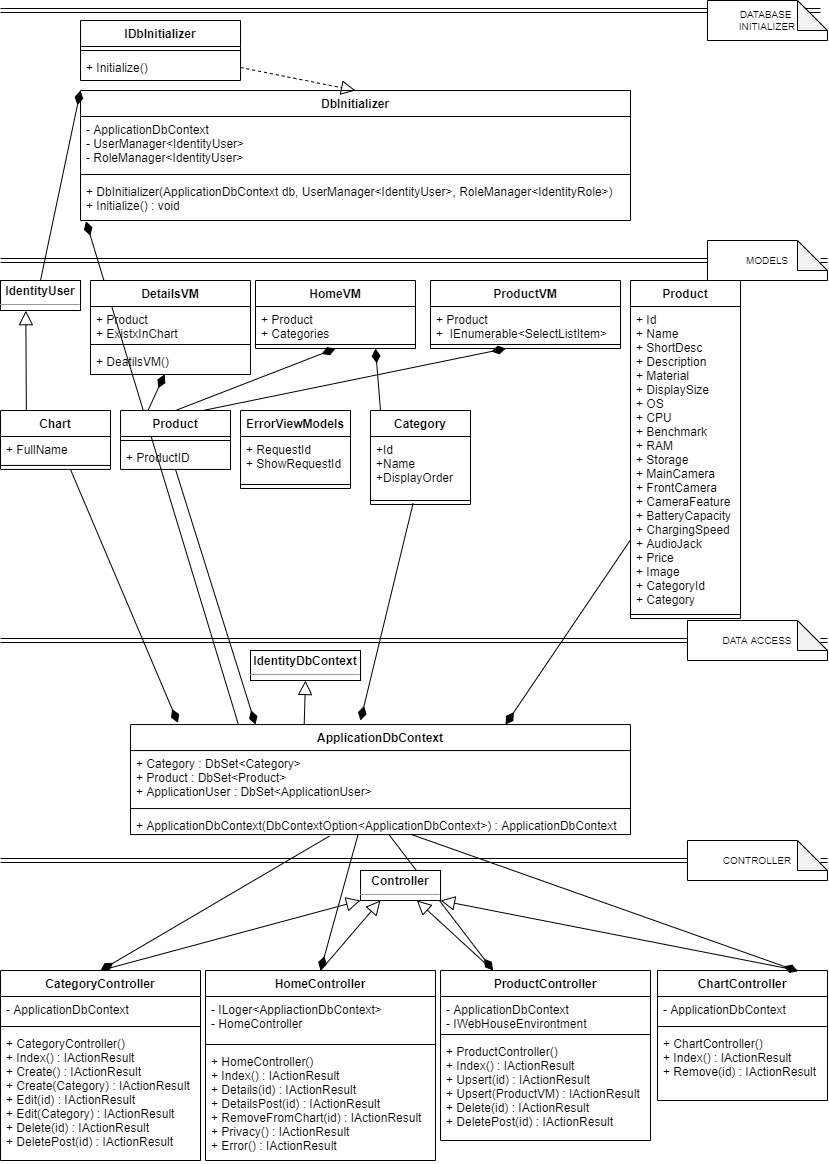 DATABASE
INITIALIZER
IDbInitializer
+ Initialize()
DbInitializer
- ApplicationDbContext
- UserManager<IdentityUser>
- RoleManager<IdentityUser>
+ DbInitializer(ApplicationDbContext db, UserManager<IdentityUser>, RoleManager<IdentityRole>)
+ Initialize() : void
MODELS
IdentityUser
DetailsVM
+ Product
+ ExistxInChart
+ DeatilsVM()
HomeVM
+ Product
+ Categories
ProductVM
+ Product
+ IEnumerable<SelectListItem>
Product
+ Id
+ Name
+ ShortDesc
+ Description
+ Material
+ DisplaySize
+ OS
+ CPU
+ Benchmark
+ RAM
+ Storage
+ MainCamera
+ FrontCamera
+ CameraFeature
+ BatteryCapacity
+ ChargingSpeed
+ AudioJack
+ Price
+ Image
+ CategoryId
+ Category
Chart
+ FullName
Product
+ ProductID
ErrorViewModels
+ RequestId
+ ShowRequestId
Category
+Id
+Name
+DisplayOrder
DATA ACCESS
IdentityDbContext
ApplicationDbContext
+ Category : DbSet<Category>
+ Product : DbSet<Product>
+ ApplicationUser : DbSet<ApplicationUser>
+ ApplicationDbContext(DbContextOption<ApplicationDbContext>) : ApplicationDbContext
CONTROLLER
Controller
CategoryController
- ApplicationDbContext
+ CategoryController()
+ Index() : IActionResult
+ Create() : IActionResult
+ Create(Category) : IActionResult
+ Edit(id) : IActionResult
+ Edit(Category) : IActionResult
+ Delete(id) : IActionResult
+ DeletePost(id) : IActionResult
HomeController
- ILoger<AppliactionDbContext>
- HomeController
+ HomeController()
+ Index() : IActionResult
+ Details(id) : IActionResult
+ DetailsPost(id) : IActionResult
+ RemoveFromChart(id) : IActionResult
+ Privacy() : IActionResult
+ Error() : IActionResult
ProductController
- ApplicationDbContext
- IWebHouseEnvirontment
+ ProductController()
+ Index() : IActionResult
+ Upsert(id) : IActionResult
+ Upsert(ProductVM) : IActionResult
+ Delete(id) : IActionResult
+ DeletePost(id) : IActionResult
ChartController
- ApplicationDbContext
+ ChartController()
+ Index() : IActionResult
+ Remove(id) : IActionResult